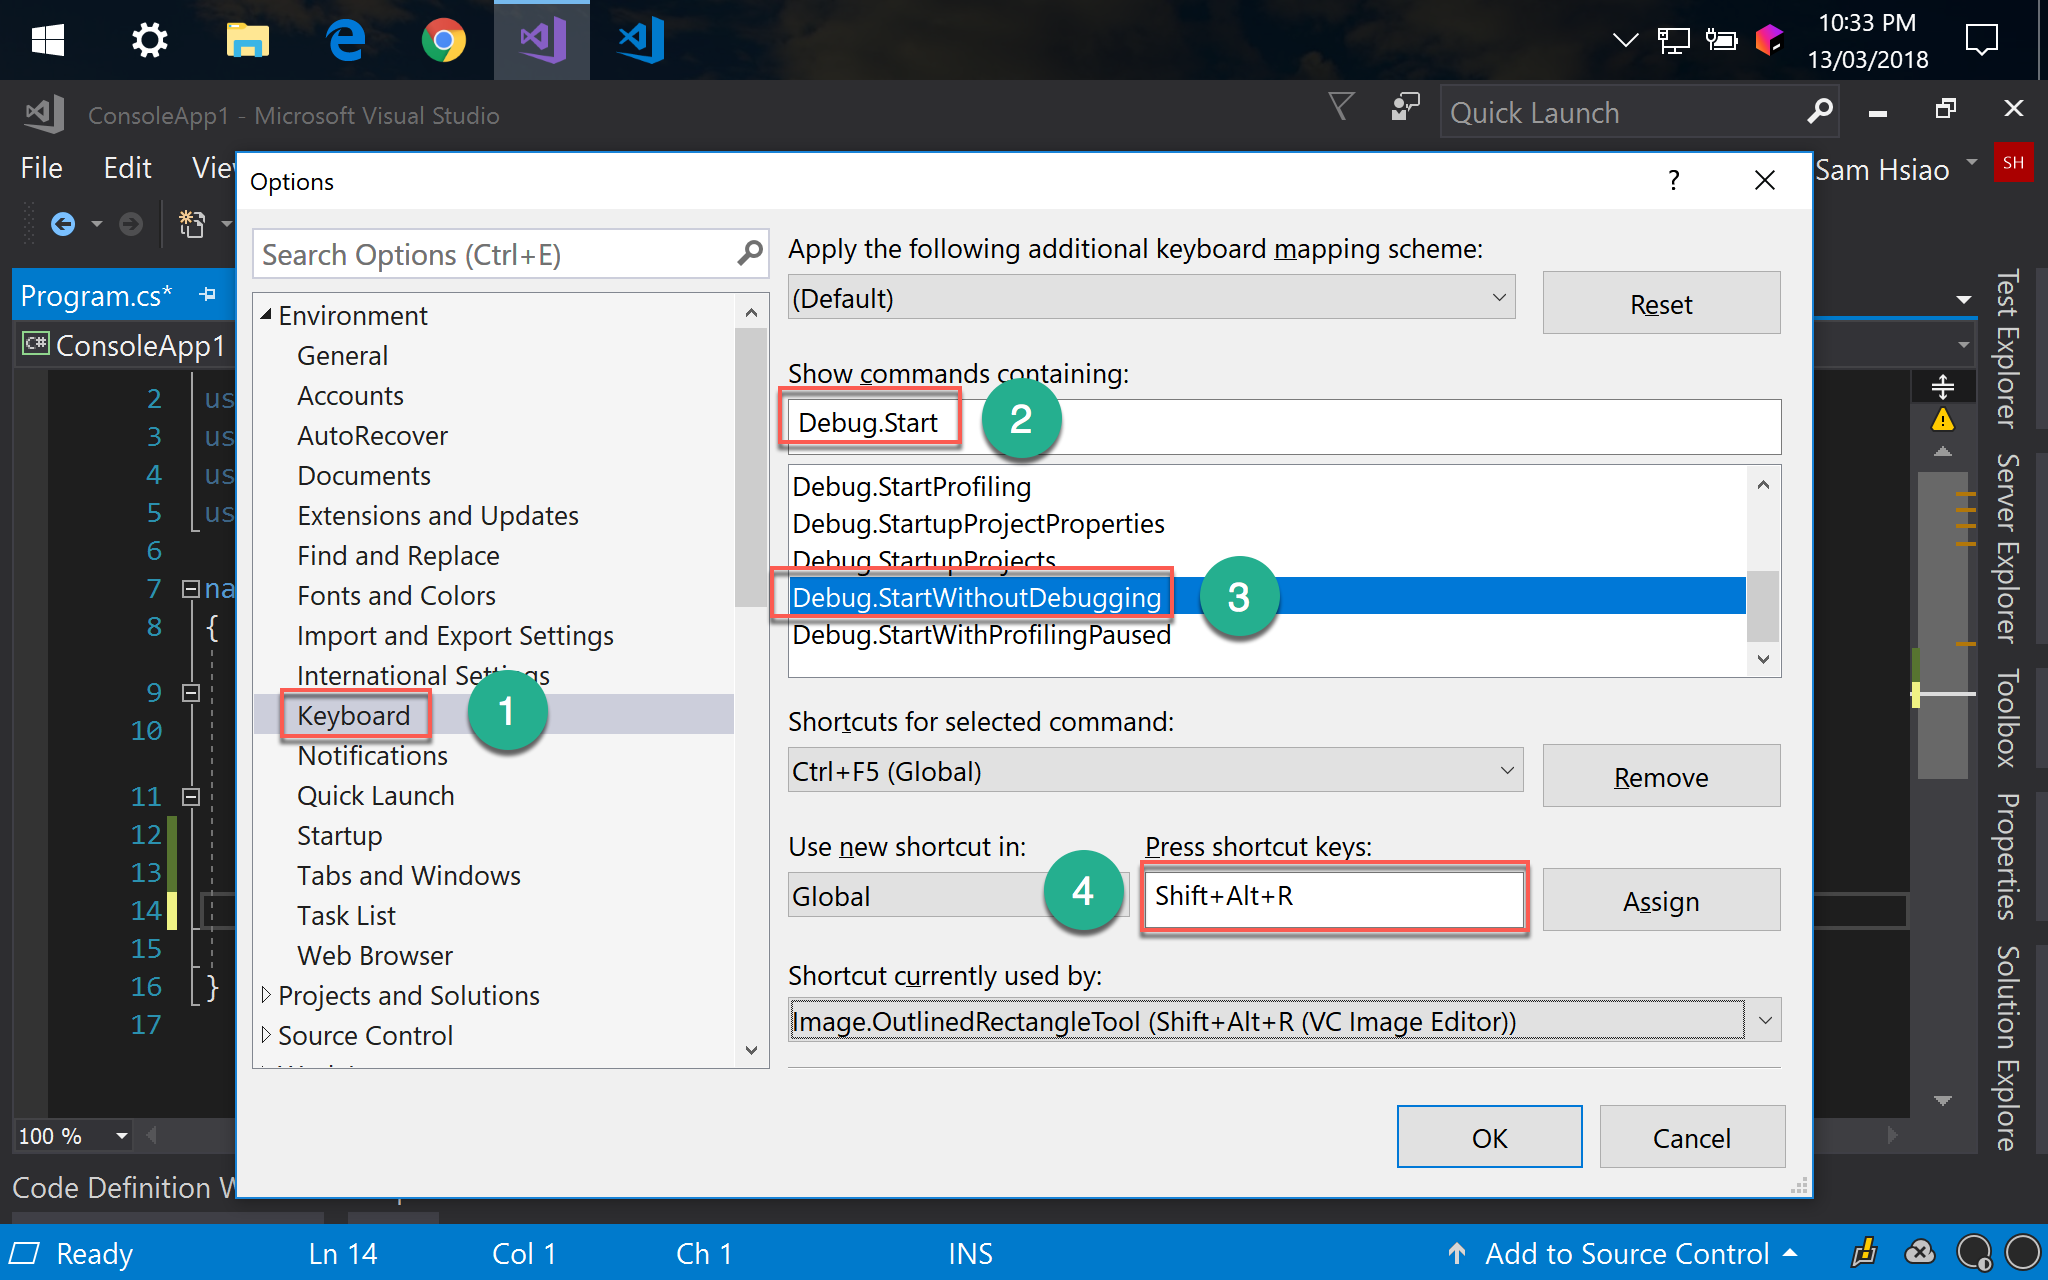 10:33 PM
13/03/2018
ConsoleApp1 - Microsoft Visual Studio
Quick Launch
File Edit
Sam Hsiao
SH
Options
?
Search Options (Ctrl+E)
Program.cs*
C#
ConsoleApp1
2 us
3 us
4 us
5 us
6
7 na
8 {
9
10
11
12
13
14
15
16 }
17
Environment
General
Accounts
AutoRecover
Documents
Extensions and Updates
Find and Replace
Fonts and Colors
Import and Export Settings
International Settings
Keyboard
1
Notifications
Quick Launch
Startup
Tabs and Windows
Task List
Web Browser
Projects and Solutions
Source Control
Apply the following additional keyboard mapping scheme:
(Default)
Reset
Show commands containing:
Debug.Start
2
Debug.StartProfiling
Debug.StartupProjectProperties
Debug.StartupProjects
Debug.StartWithoutDebugging
3
Debug.StartWithProfilingPaused
Shortcuts for selected command:
Ctrl+F5 (Global)
Remove
Use new shortcut in:
Press shortcut keys:
Global
4
Shift+Alt+R
Assign
Shortcut currently used by:
Image.OutlinedRectangleTool (Shift+Alt+R (VC Image Editor))
OK
Cancel
Test Explorer
Server Explorer
Toolbox
Properties
Solution Explore
100 %
Code Definition
Ready
Ln 14
Col 1
Ch 1
INS
Add to Source Control